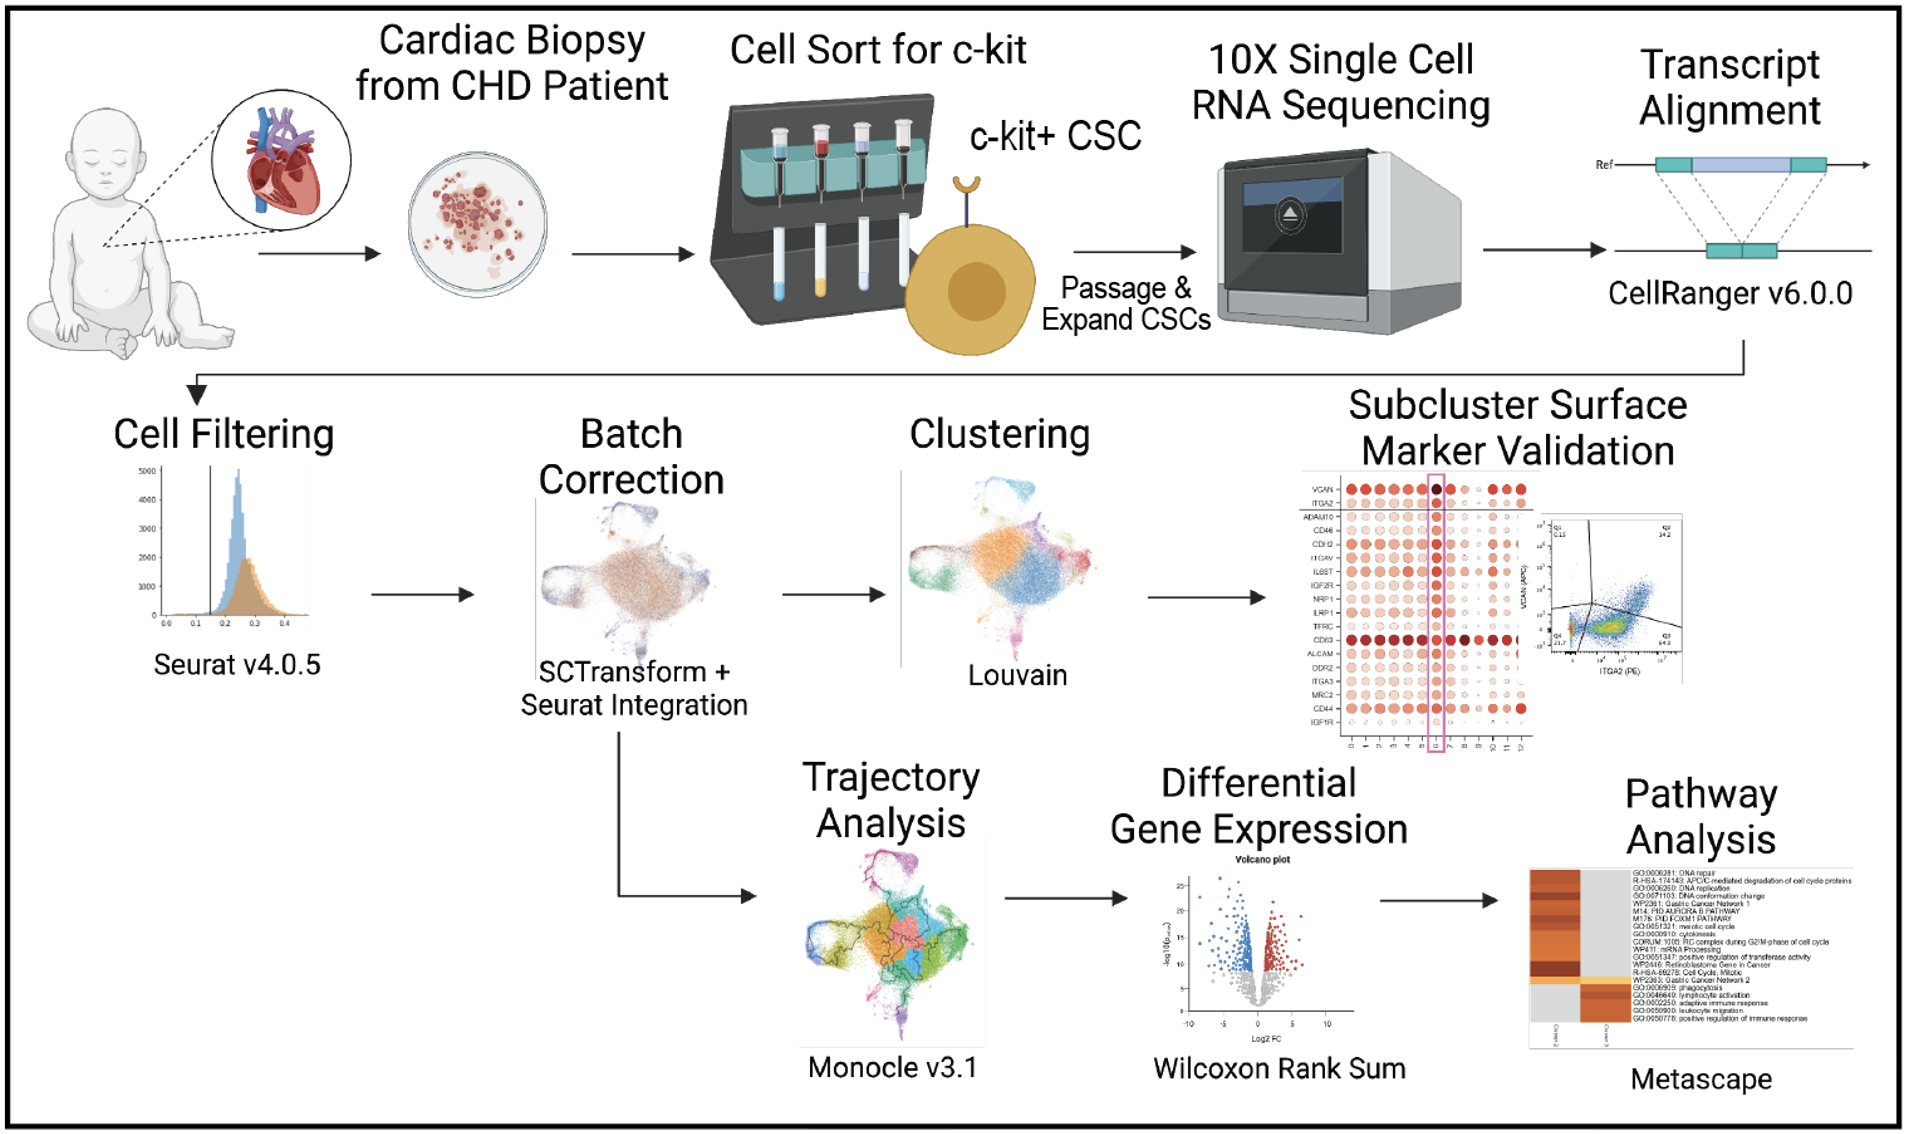 Cardiac Biopsy
from CHD Patient
Cell Sort for c-kit
c-kit+ CSC
Passage &
Expand CSCs
10X Single Cell
RNA Sequencing
Transcript
Alignment
Ref
CellRanger v6.0.0
Cell Filtering
5000
4000
3000
2000
1000
0
0.0 0.1 0.2 0.3 0.4
Seurat v4.0.5
Batch
Correction
SCTransform +
Seurat Integration
Clustering
Louvain
Subcluster Surface
Marker Validation
VCAN
ITGA2
ADAM10
CD46
CDH2
ITGAV
IL6ST
IGF2R
NRP1
LRP1
TFRC
CD63
ALCAM
DDR2
ITGA3
MRC2
CD44
IGF1R
0 1 2 3 4 5 6 7 8 9 10 11 12
VCAN (APC)
Q2
14.2
ITGA2 (PE)
Trajectory
Analysis
Monocle v3.1
Differential
Gene Expression
Volcano plot
25
20
15
10
5
0
-10 -5 0 5 10
Log2 FC
Wilcoxon Rank Sum
Pathway
Analysis
GO:0006281: DNA repair
R-HSA-174143: APC/C-mediated degradation of cell cycle proteins
GO:0006260: DNA replication
GO:0071103: DNA conformation change
WP2361: Gastric Cancer Network 1
M14: PID AURORA B PATHWAY
M176: PID FOXM1 PATHWAY
GO:0051321: meiotic cell cycle
GO:0000910: cytokinesis
CORUM:1005: RC complex during G2/M-phase of cell cycle
WP411: mRNA Processing
GO:0051347: positive regulation of transferase activity
WP2446: Retinoblastoma Gene in Cancer
R-HSA-69278: Cell Cycle, Mitotic
WP2363: Gastric Cancer Network 2
GO:0006909: phagocytosis
GO:0046649: lymphocyte activation
GO:0002250: adaptive immune response
GO:0050900: leukocyte migration
GO:0050778: positive regulation of immune response
Cluster 2
Cluster 3
Metascape